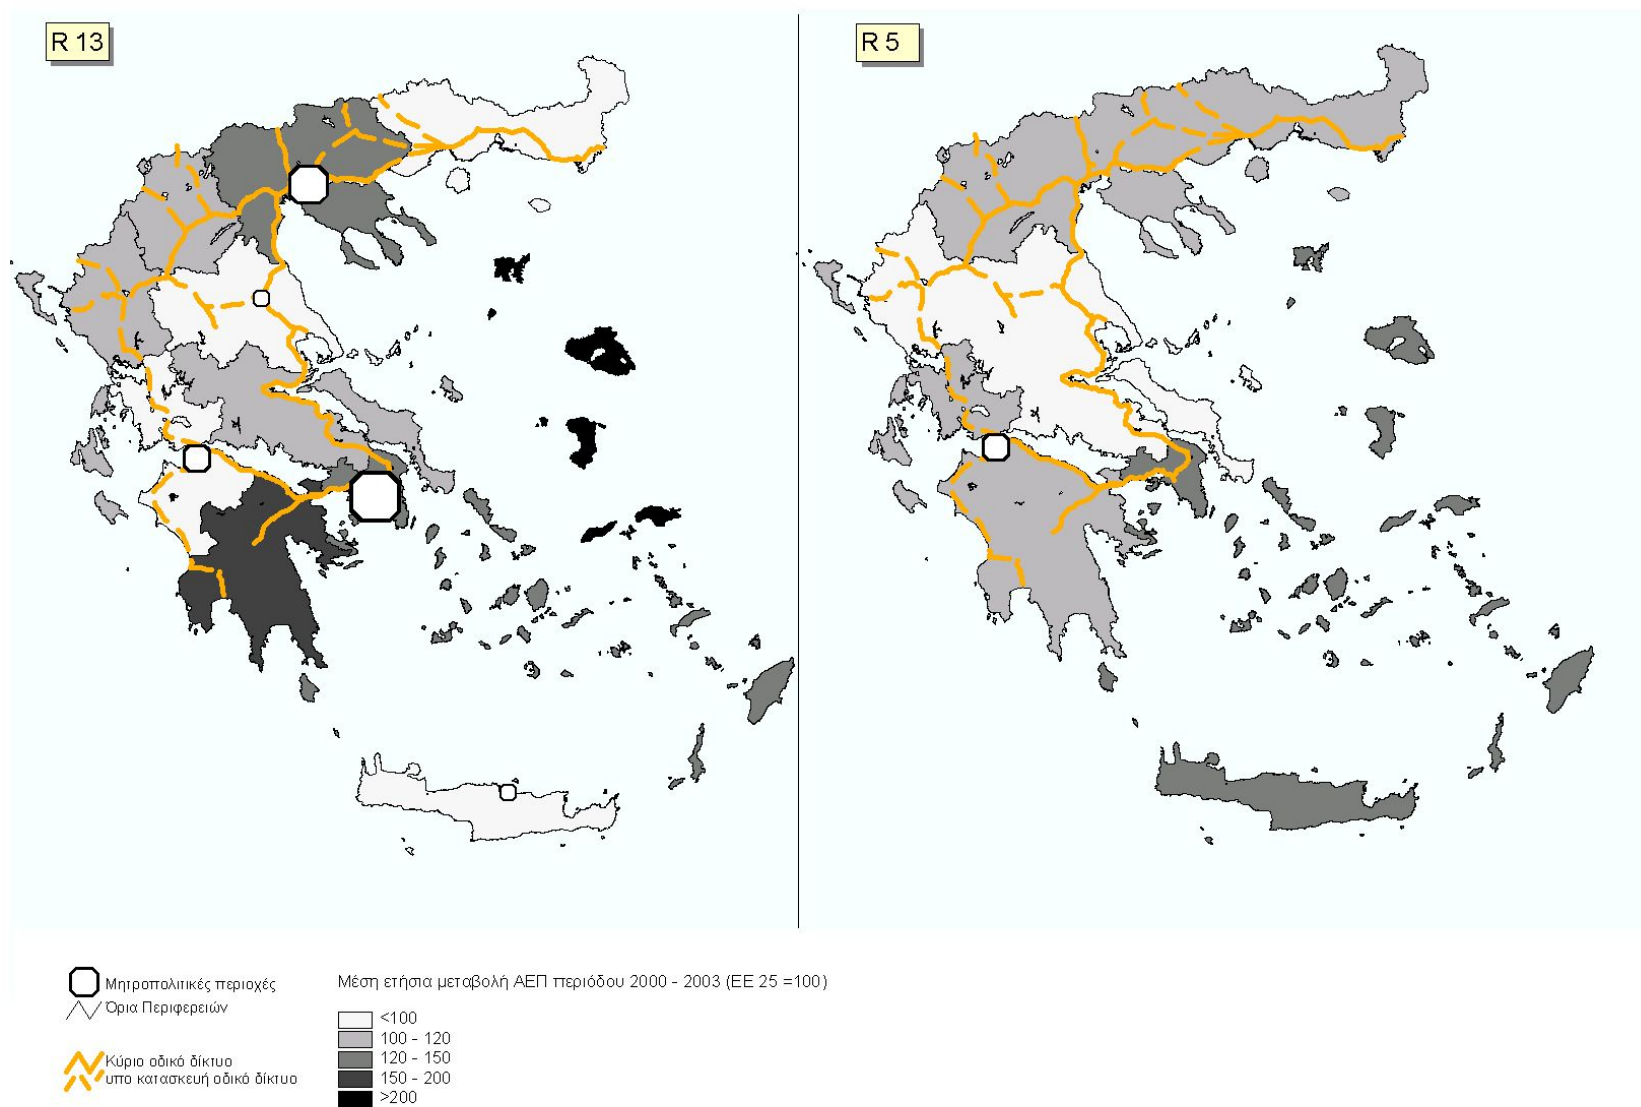 R 13
R 5
Μητροπολιτικές περιοχές
Όρια Περιφερειών
Κύριο οδικό δίκτυο
υπο κατασκευή οδικό δίκτυο
Μέση ετήσια μεταβολή ΑΕΠ περιόδου 2000 - 2003 (ΕΕ 25 =100)
<100
100 - 120
120 - 150
150 - 200
>200